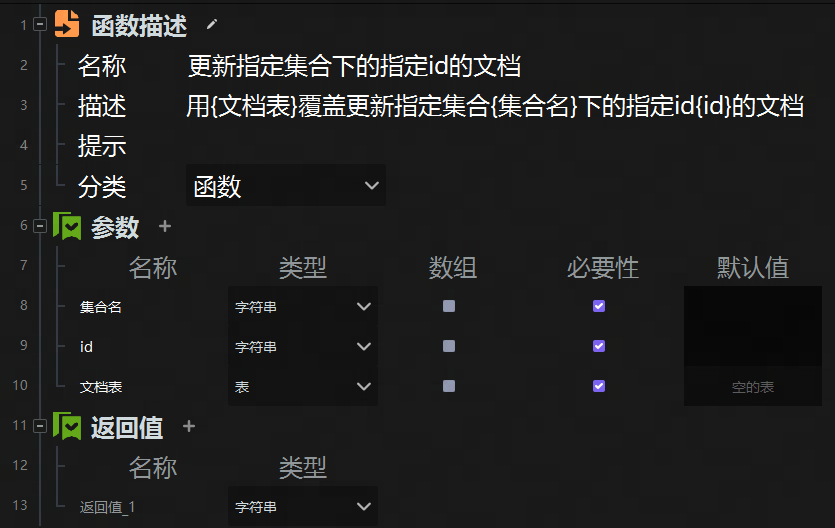 1 函数描述
2 名称 更新指定集合下的指定id的文档
3 描述 用{文档表}覆盖更新指定集合{集合名}下的指定id{id}的文档
4 提示
5 分类 函数
6 参数 +
7 名称 类型 数组 必要性 默认值
8 集合名 字符串
9 id 字符串
10 文档表 表 空的表
11 返回值 +
12 名称 类型
13 返回值_1 字符串